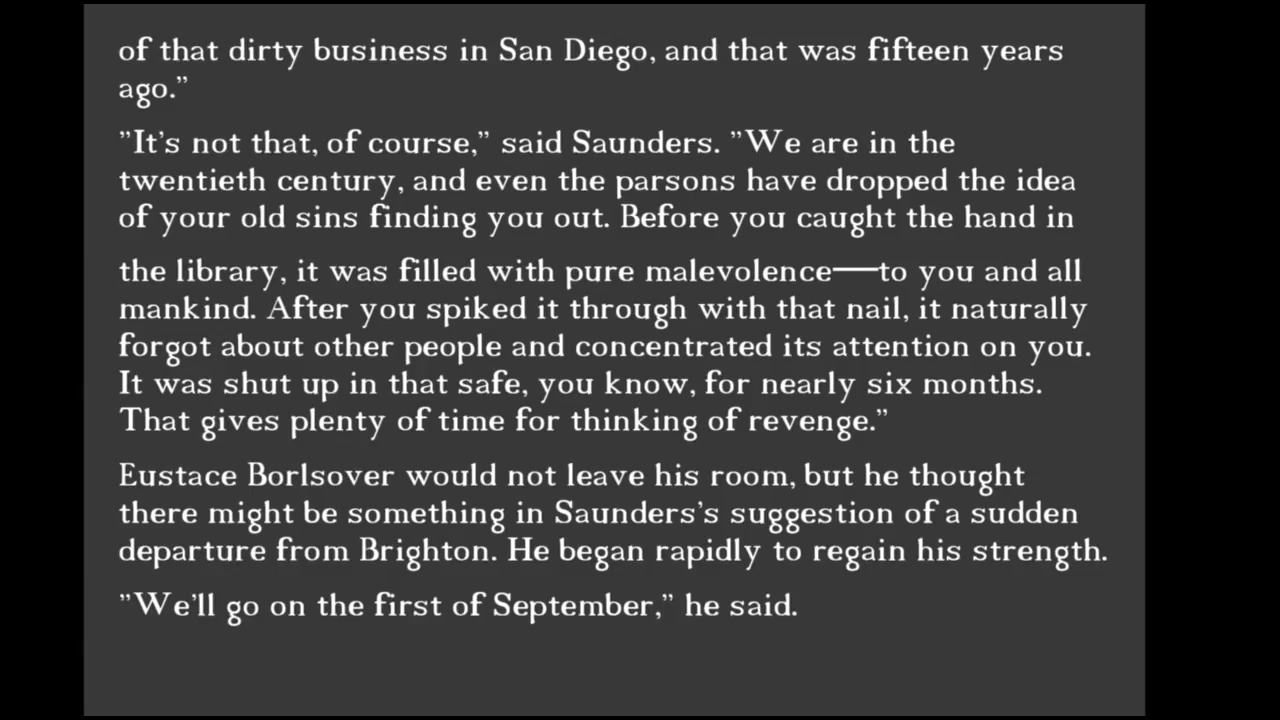 of that dirty business in San Diego, and that was fifteen years
ago.”
”It’s not that, of course,” said Saunders. ”We are in the
twentieth century, and even the parsons have dropped the idea
of your old sins finding you out. Before you caught the hand in
the library, it was filled with pure malevolence—to you and all
mankind. After you spiked it through with that nail, it naturally
forgot about other people and concentrated its attention on you.
It was shut up in that safe, you know, for nearly six months.
That gives plenty of time for thinking of revenge.”
Eustace Borlsover would not leave his room, but he thought
there might be something in Saunders’s suggestion of a sudden
departure from Brighton. He began rapidly to regain his strength.
”We’ll go on the first of September,” he said.